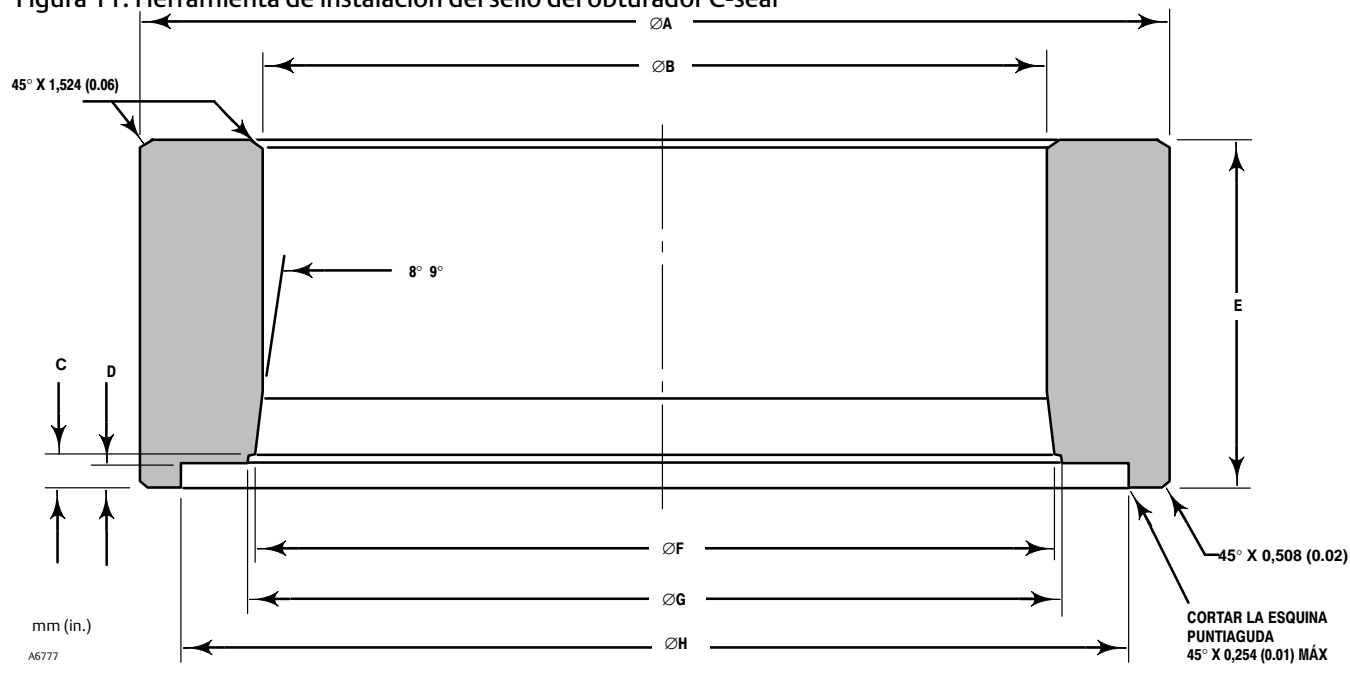 Figura 11. Herramienta de instalación del sello del obturador C-seal
∅A
∅B
45° X 1,524 (0.06)
8° 9°
E
C
D
∅F
45° X 0,508 (0.02)
∅G
∅H
CORTAR LA ESQUINA
PUNTIAGUDA
45° X 0,254 (0.01) MÁX
mm (in.)
A6777